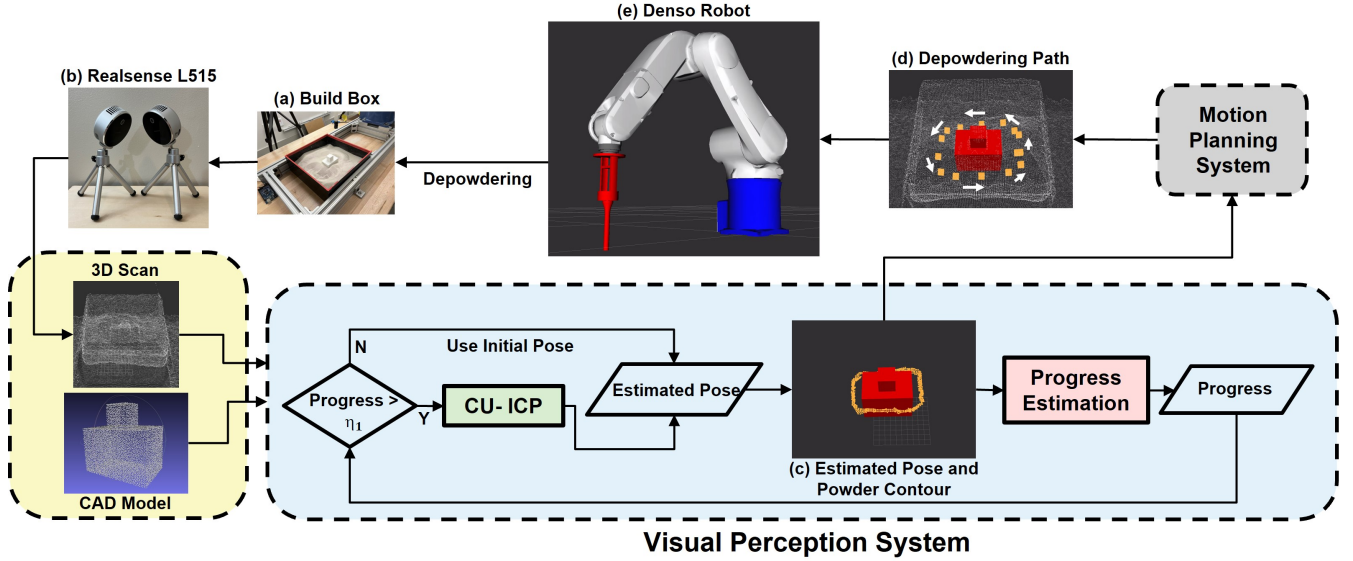 (e) Denso Robot
(b) Realsense L515
(a) Build Box
(d) Depowdering Path
Motion
Planning
System
Depowdering
3D Scan
CAD Model
N
Use Initial Pose
Progress >
η1
Y
CU- ICP
Estimated Pose
(c) Estimated Pose and
Powder Contour
Progress
Estimation
Progress
Visual Perception System